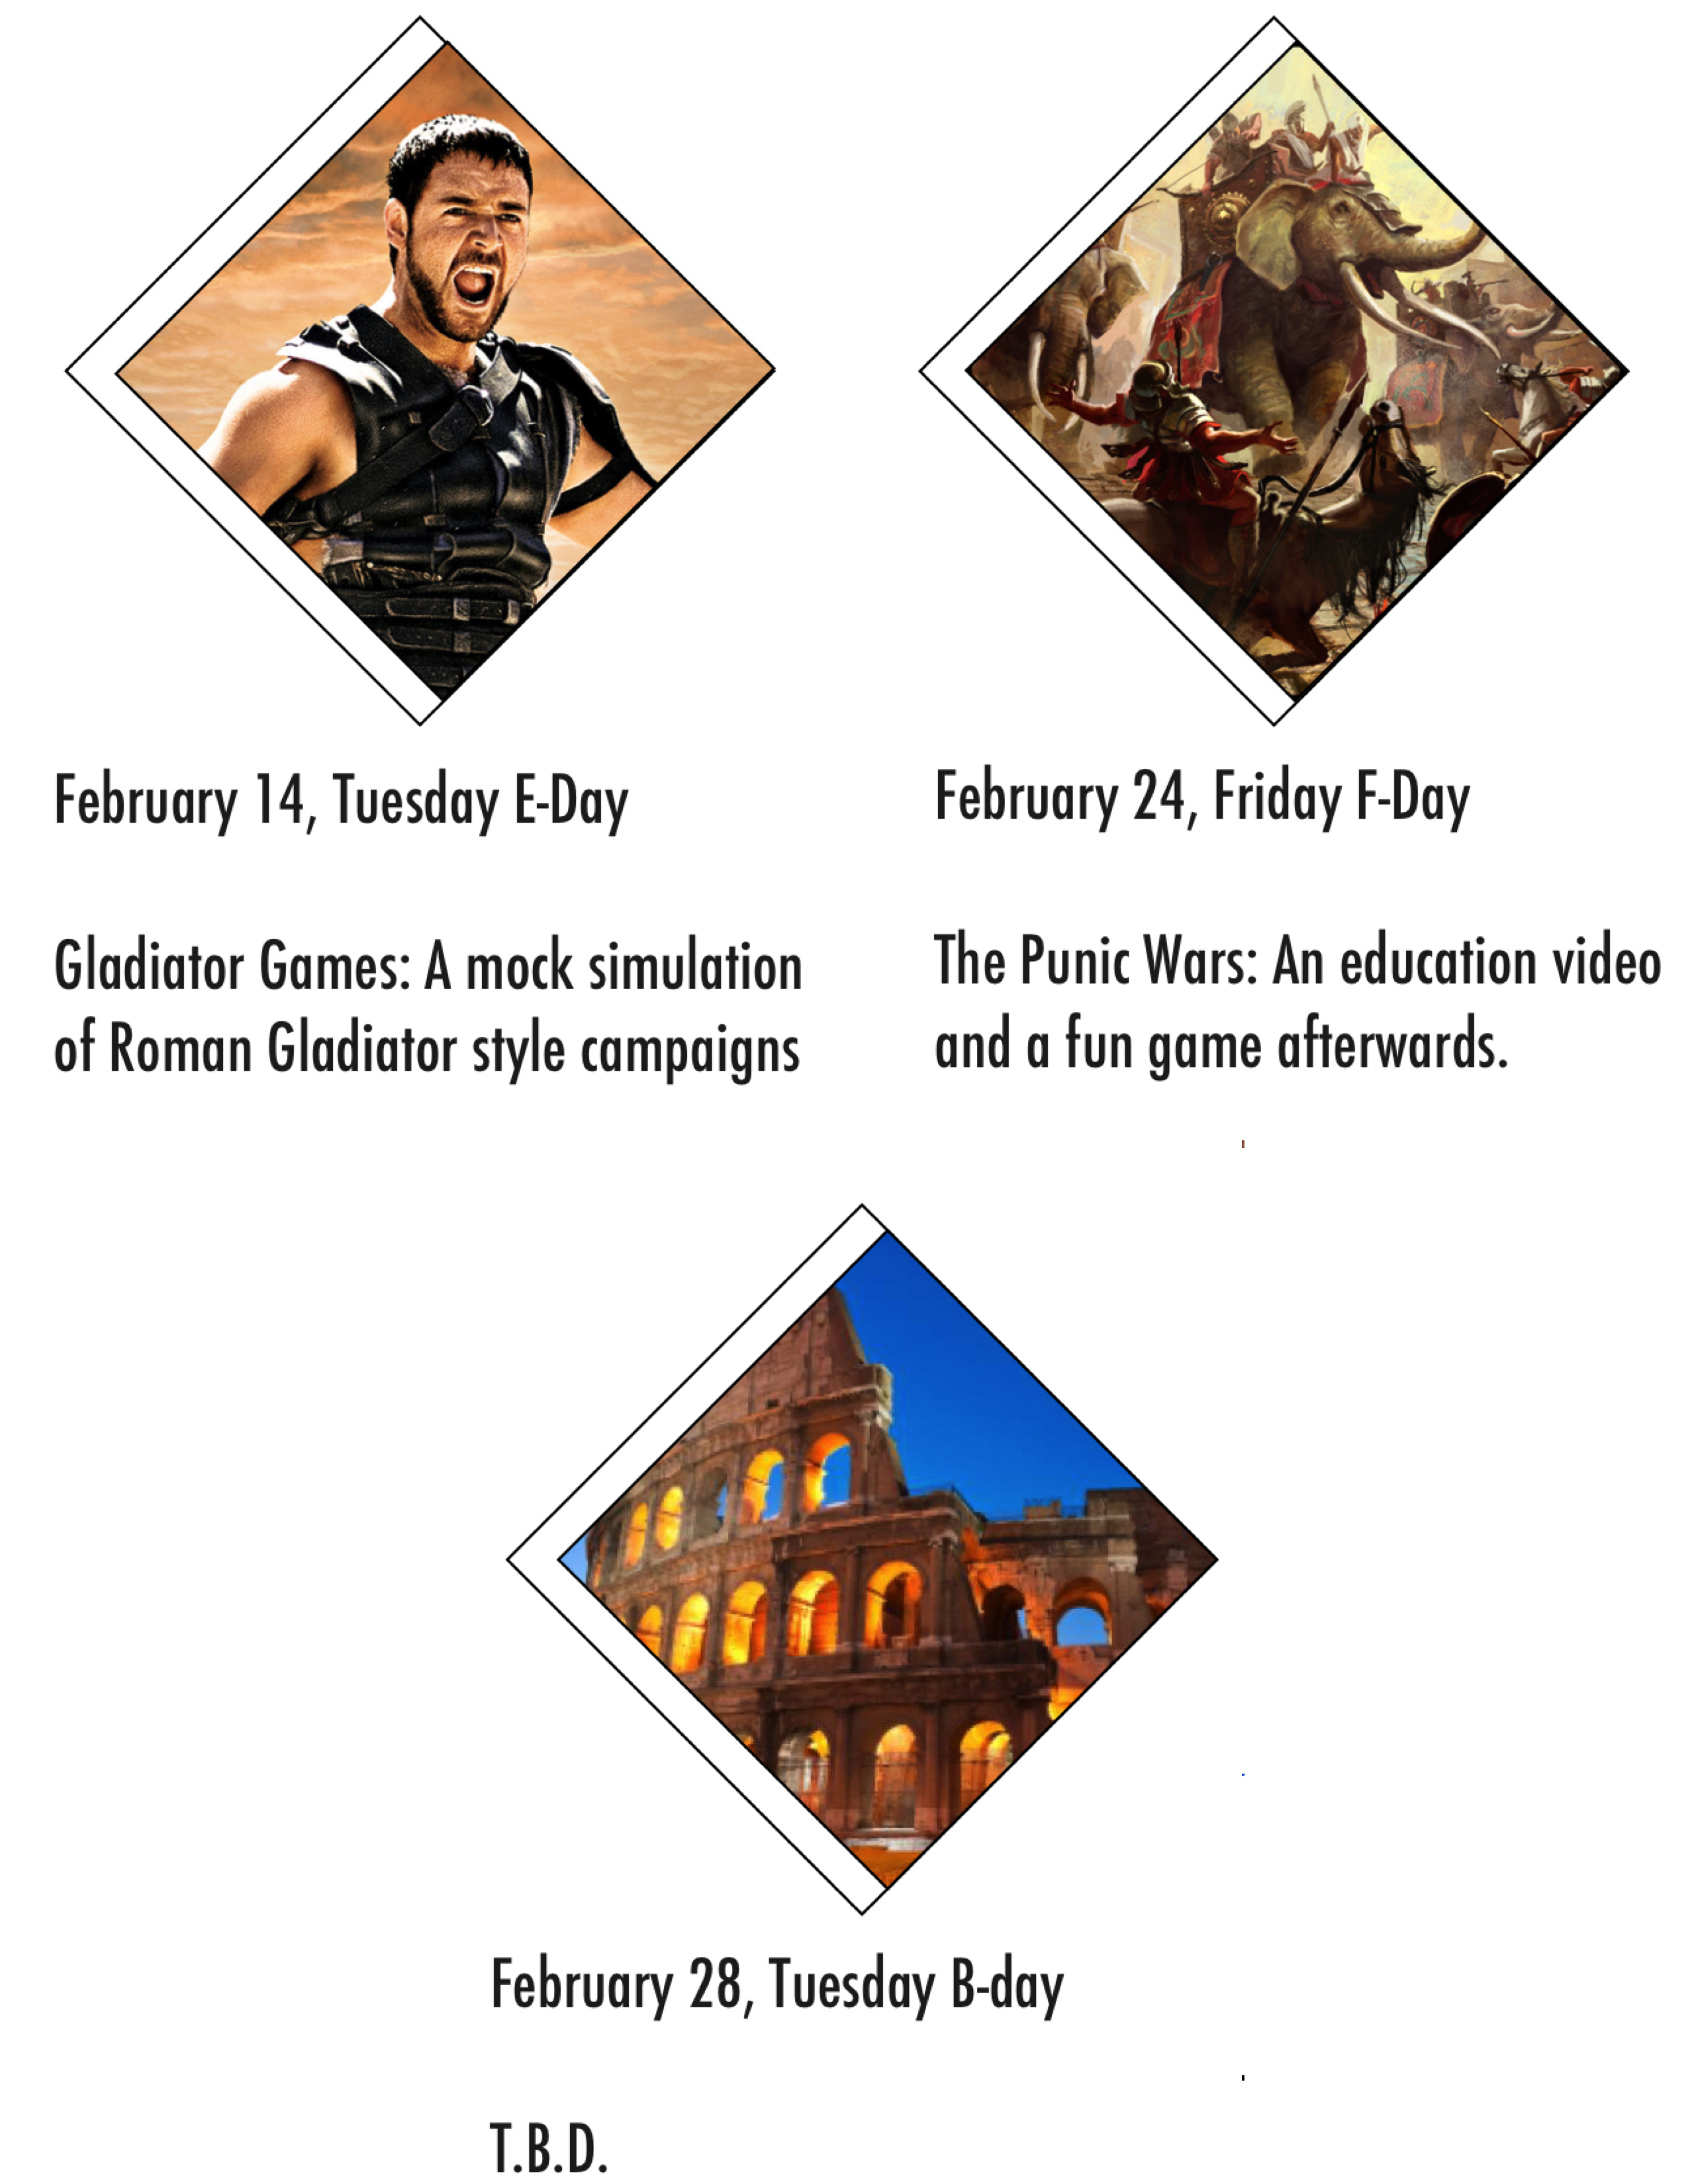 February 14, Tuesday E-Day
Gladiator Games: A mock simulation
of Roman Gladiator style campaigns
February 24, Friday F-Day
The Punic Wars: An education video
and a fun game afterwards.
February 28, Tuesday B-day
T.B.D.